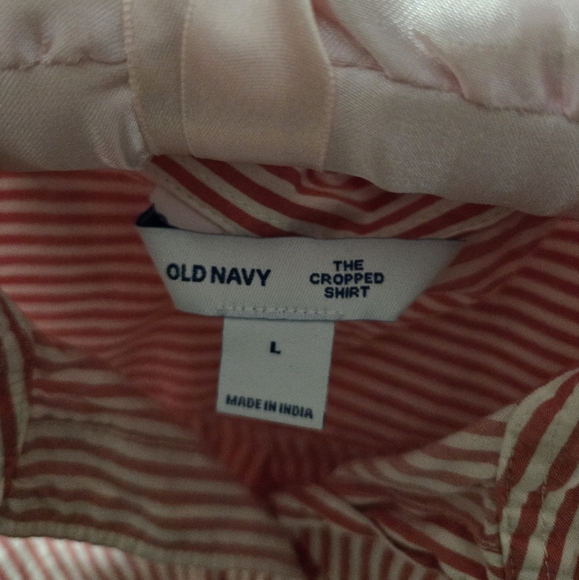 OLD NAVY
THE
CROPPED
SHIRT
L
MADE IN INDIA